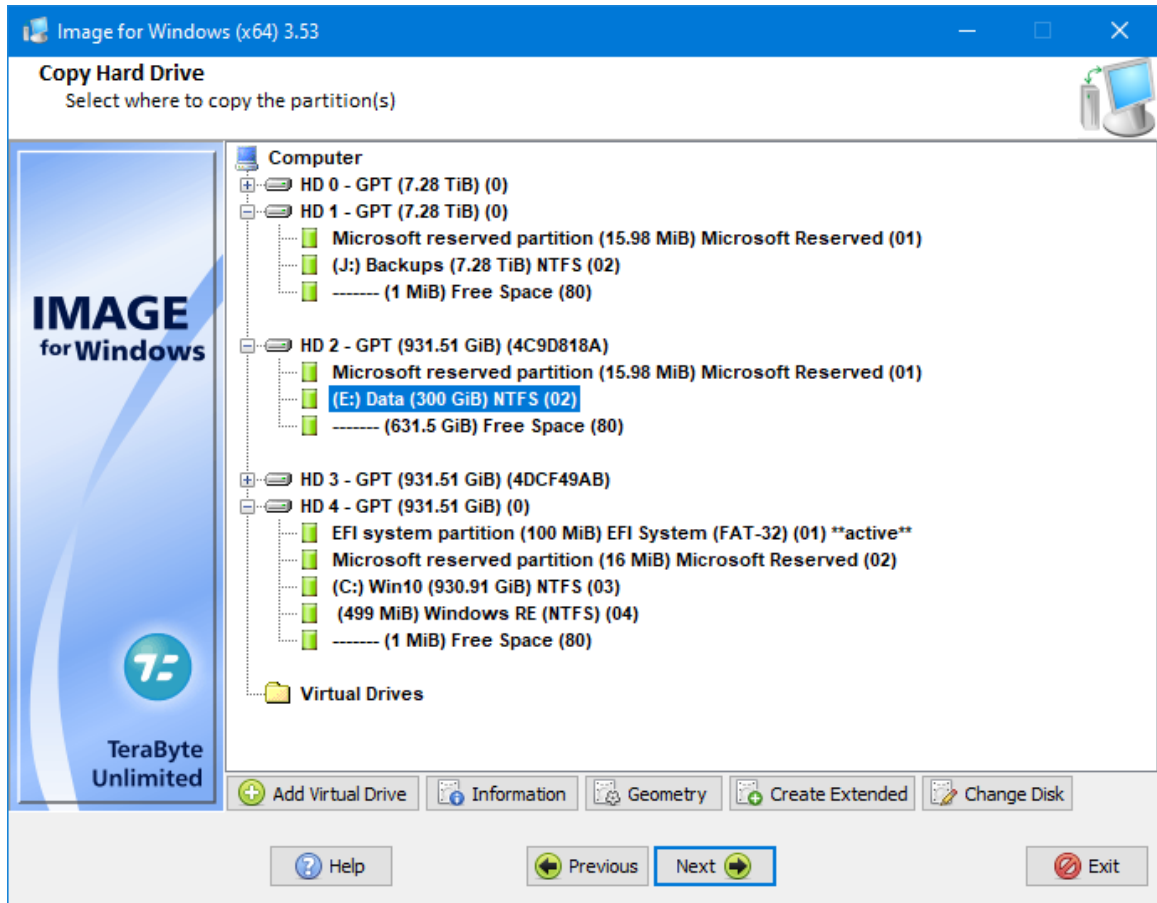 Image for Windows (x64) 3.53
Copy Hard Drive
Select where to copy the partition(s)
IMAGE
for Windows
TeraByte
Unlimited
Computer
HD 0 - GPT (7.28 TiB) (0)
HD 1 - GPT (7.28 TiB) (0)
Microsoft reserved partition (15.98 MiB) Microsoft Reserved (01)
(J:) Backups (7.28 TiB) NTFS (02)
------- (1 MiB) Free Space (80)
HD 2 - GPT (931.51 GiB) (4C9D818A)
Microsoft reserved partition (15.98 MiB) Microsoft Reserved (01)
(E:) Data (300 GiB) NTFS (02)
------- (631.5 GiB) Free Space (80)
HD 3 - GPT (931.51 GiB) (4DCF49AB)
HD 4 - GPT (931.51 GiB) (0)
EFI system partition (100 MiB) EFI System (FAT-32) (01) **active**
Microsoft reserved partition (16 MiB) Microsoft Reserved (02)
(C:) Win10 (930.91 GiB) NTFS (03)
(499 MiB) Windows RE (NTFS) (04)
------- (1 MiB) Free Space (80)
Virtual Drives
Add Virtual Drive Information Geometry Create Extended Change Disk
Help Previous Next Exit